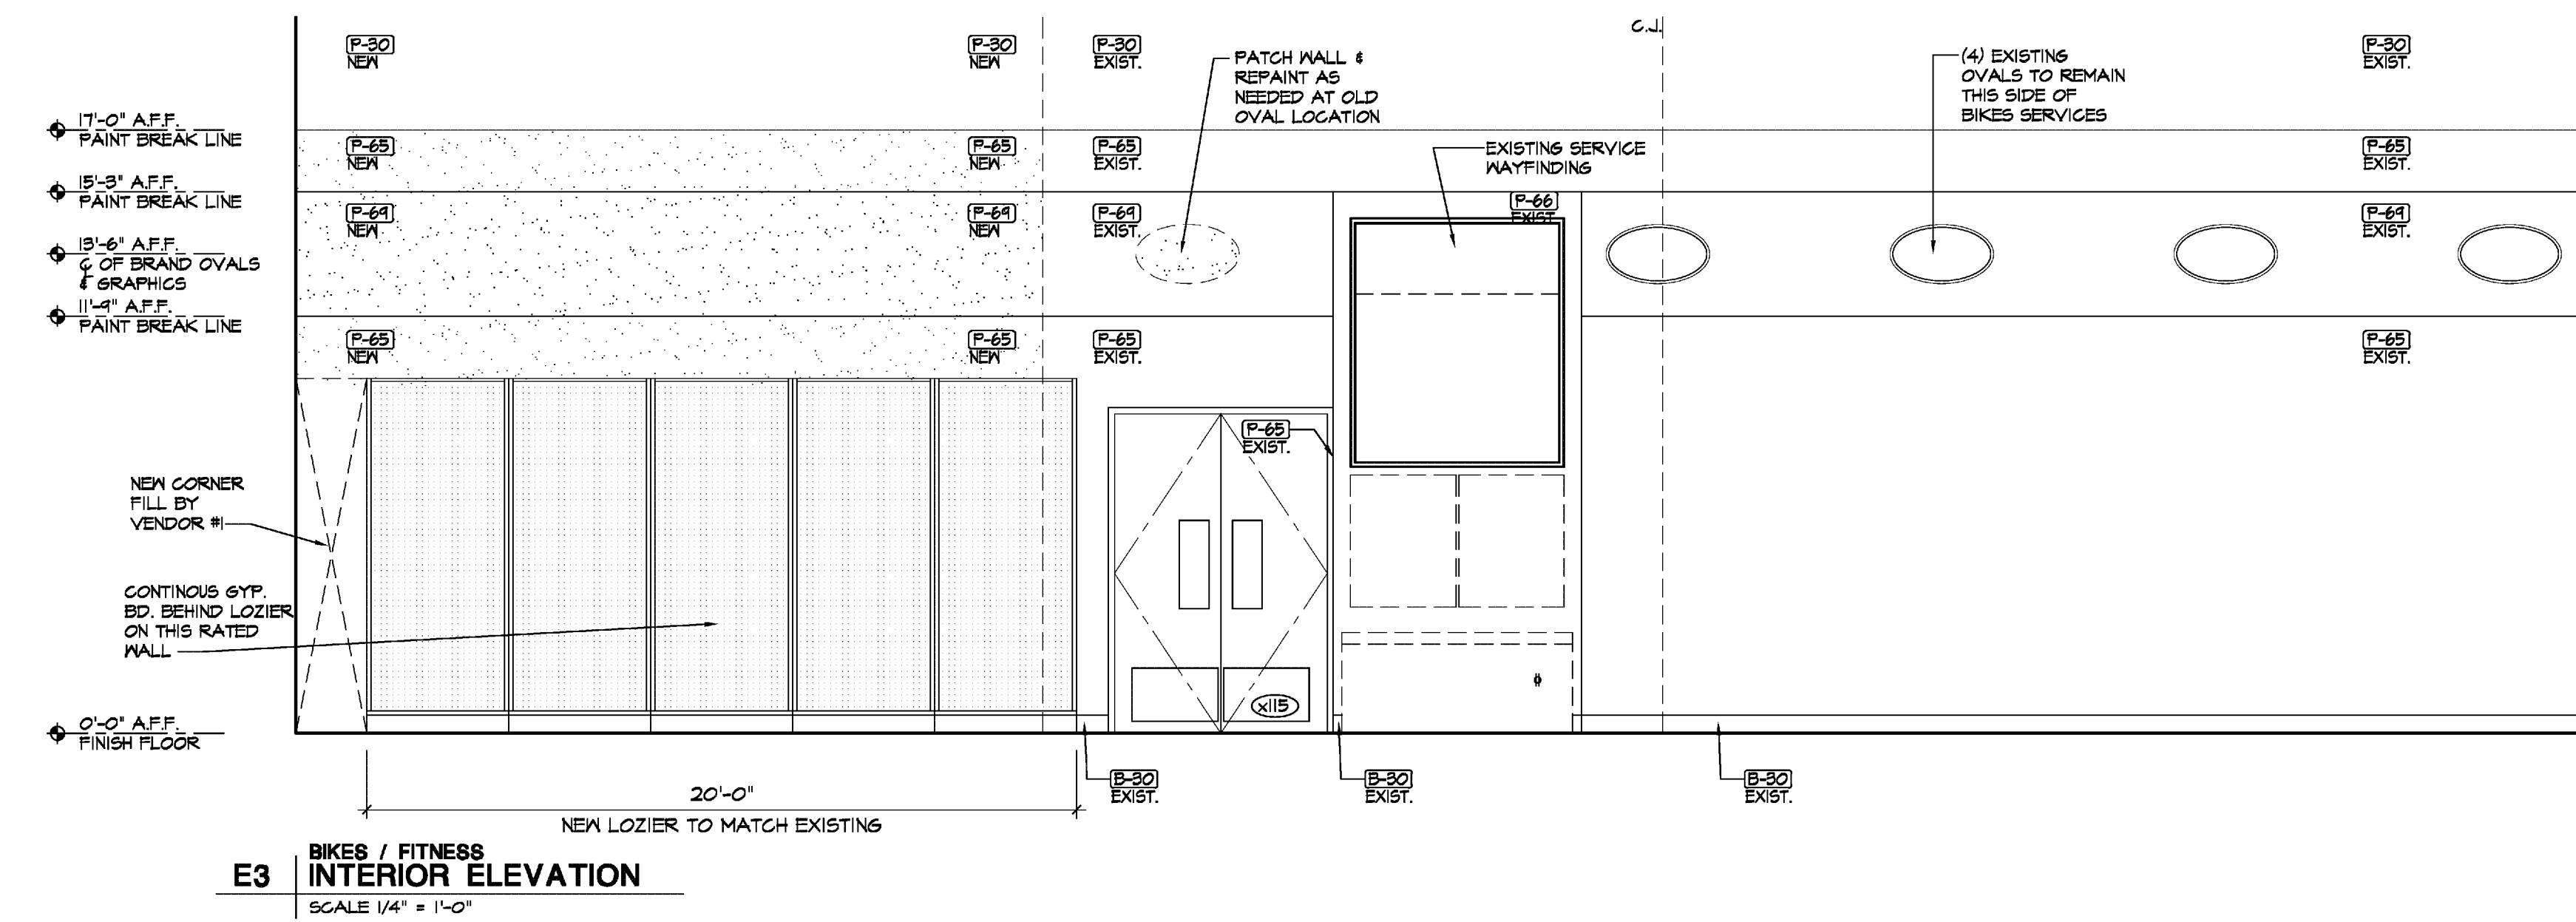 C.J.
P-30
NEW
P-30
NEW
P-30
EXIST.
PATCH WALL &
REPAINT AS
NEEDED AT OLD
OVAL LOCATION
(4) EXISTING
OVALS TO REMAIN
THIS SIDE OF
BIKES SERVICES
P-30
EXIST.
17'-0" A.F.F.
PAINT BREAK LINE
P-65
NEW
P-65
NEW
P-65
EXIST.
EXISTING SERVICE
WAYFINDING
P-65
EXIST.
15'-3" A.F.F.
PAINT BREAK LINE
P-69
NEW
P-69
NEW
P-69
EXIST.
P-66
EXIST.
P-69
EXIST.
13'-6" A.F.F.
℄ OF BRAND OVALS
& GRAPHICS
11'-9" A.F.F.
PAINT BREAK LINE
P-65
NEW
P-65
NEW
P-65
EXIST.
P-65
EXIST.
P-65
EXIST.
NEW CORNER
FILL BY
VENDOR #1
CONTINOUS GYP.
BD. BEHIND LOZIER
ON THIS RATED
WALL
X115
0'-0" A.F.F.
FINISH FLOOR
B-30
EXIST.
B-30
EXIST.
B-30
EXIST.
20'-0"
NEW LOZIER TO MATCH EXISTING
BIKES / FITNESS
E3 INTERIOR ELEVATION
SCALE 1/4" = 1'-0"